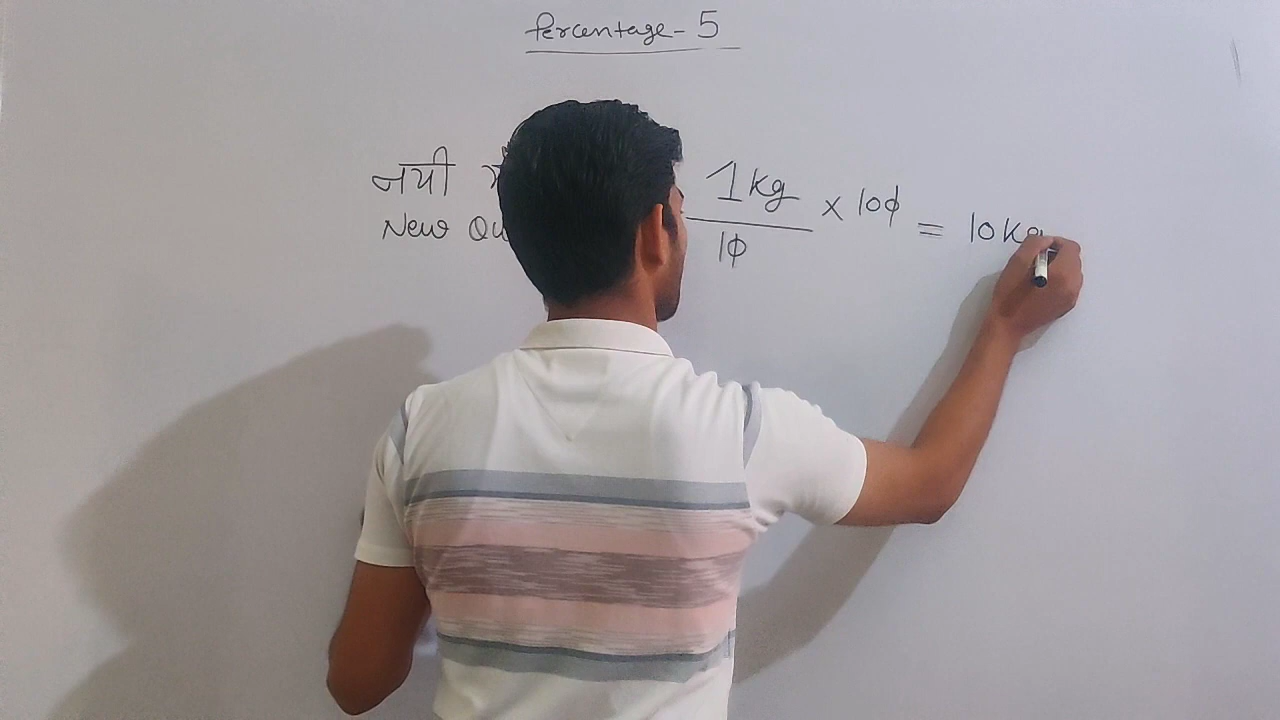 Percentage - 5
नयी 1 kg / 10 × 100 = 10 kg
New